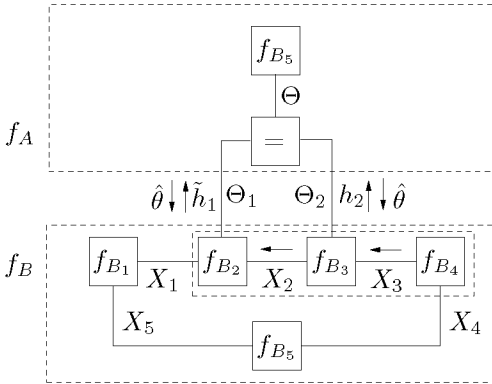 f_{B_5}
Θ
f_A
=
θ̂ h̃_1 Θ_1 Θ_2 h_2 θ̂
f_B
f_{B_1} f_{B_2} f_{B_3} f_{B_4}
X_1 X_2 X_3
X_5 X_4
f_{B_5}